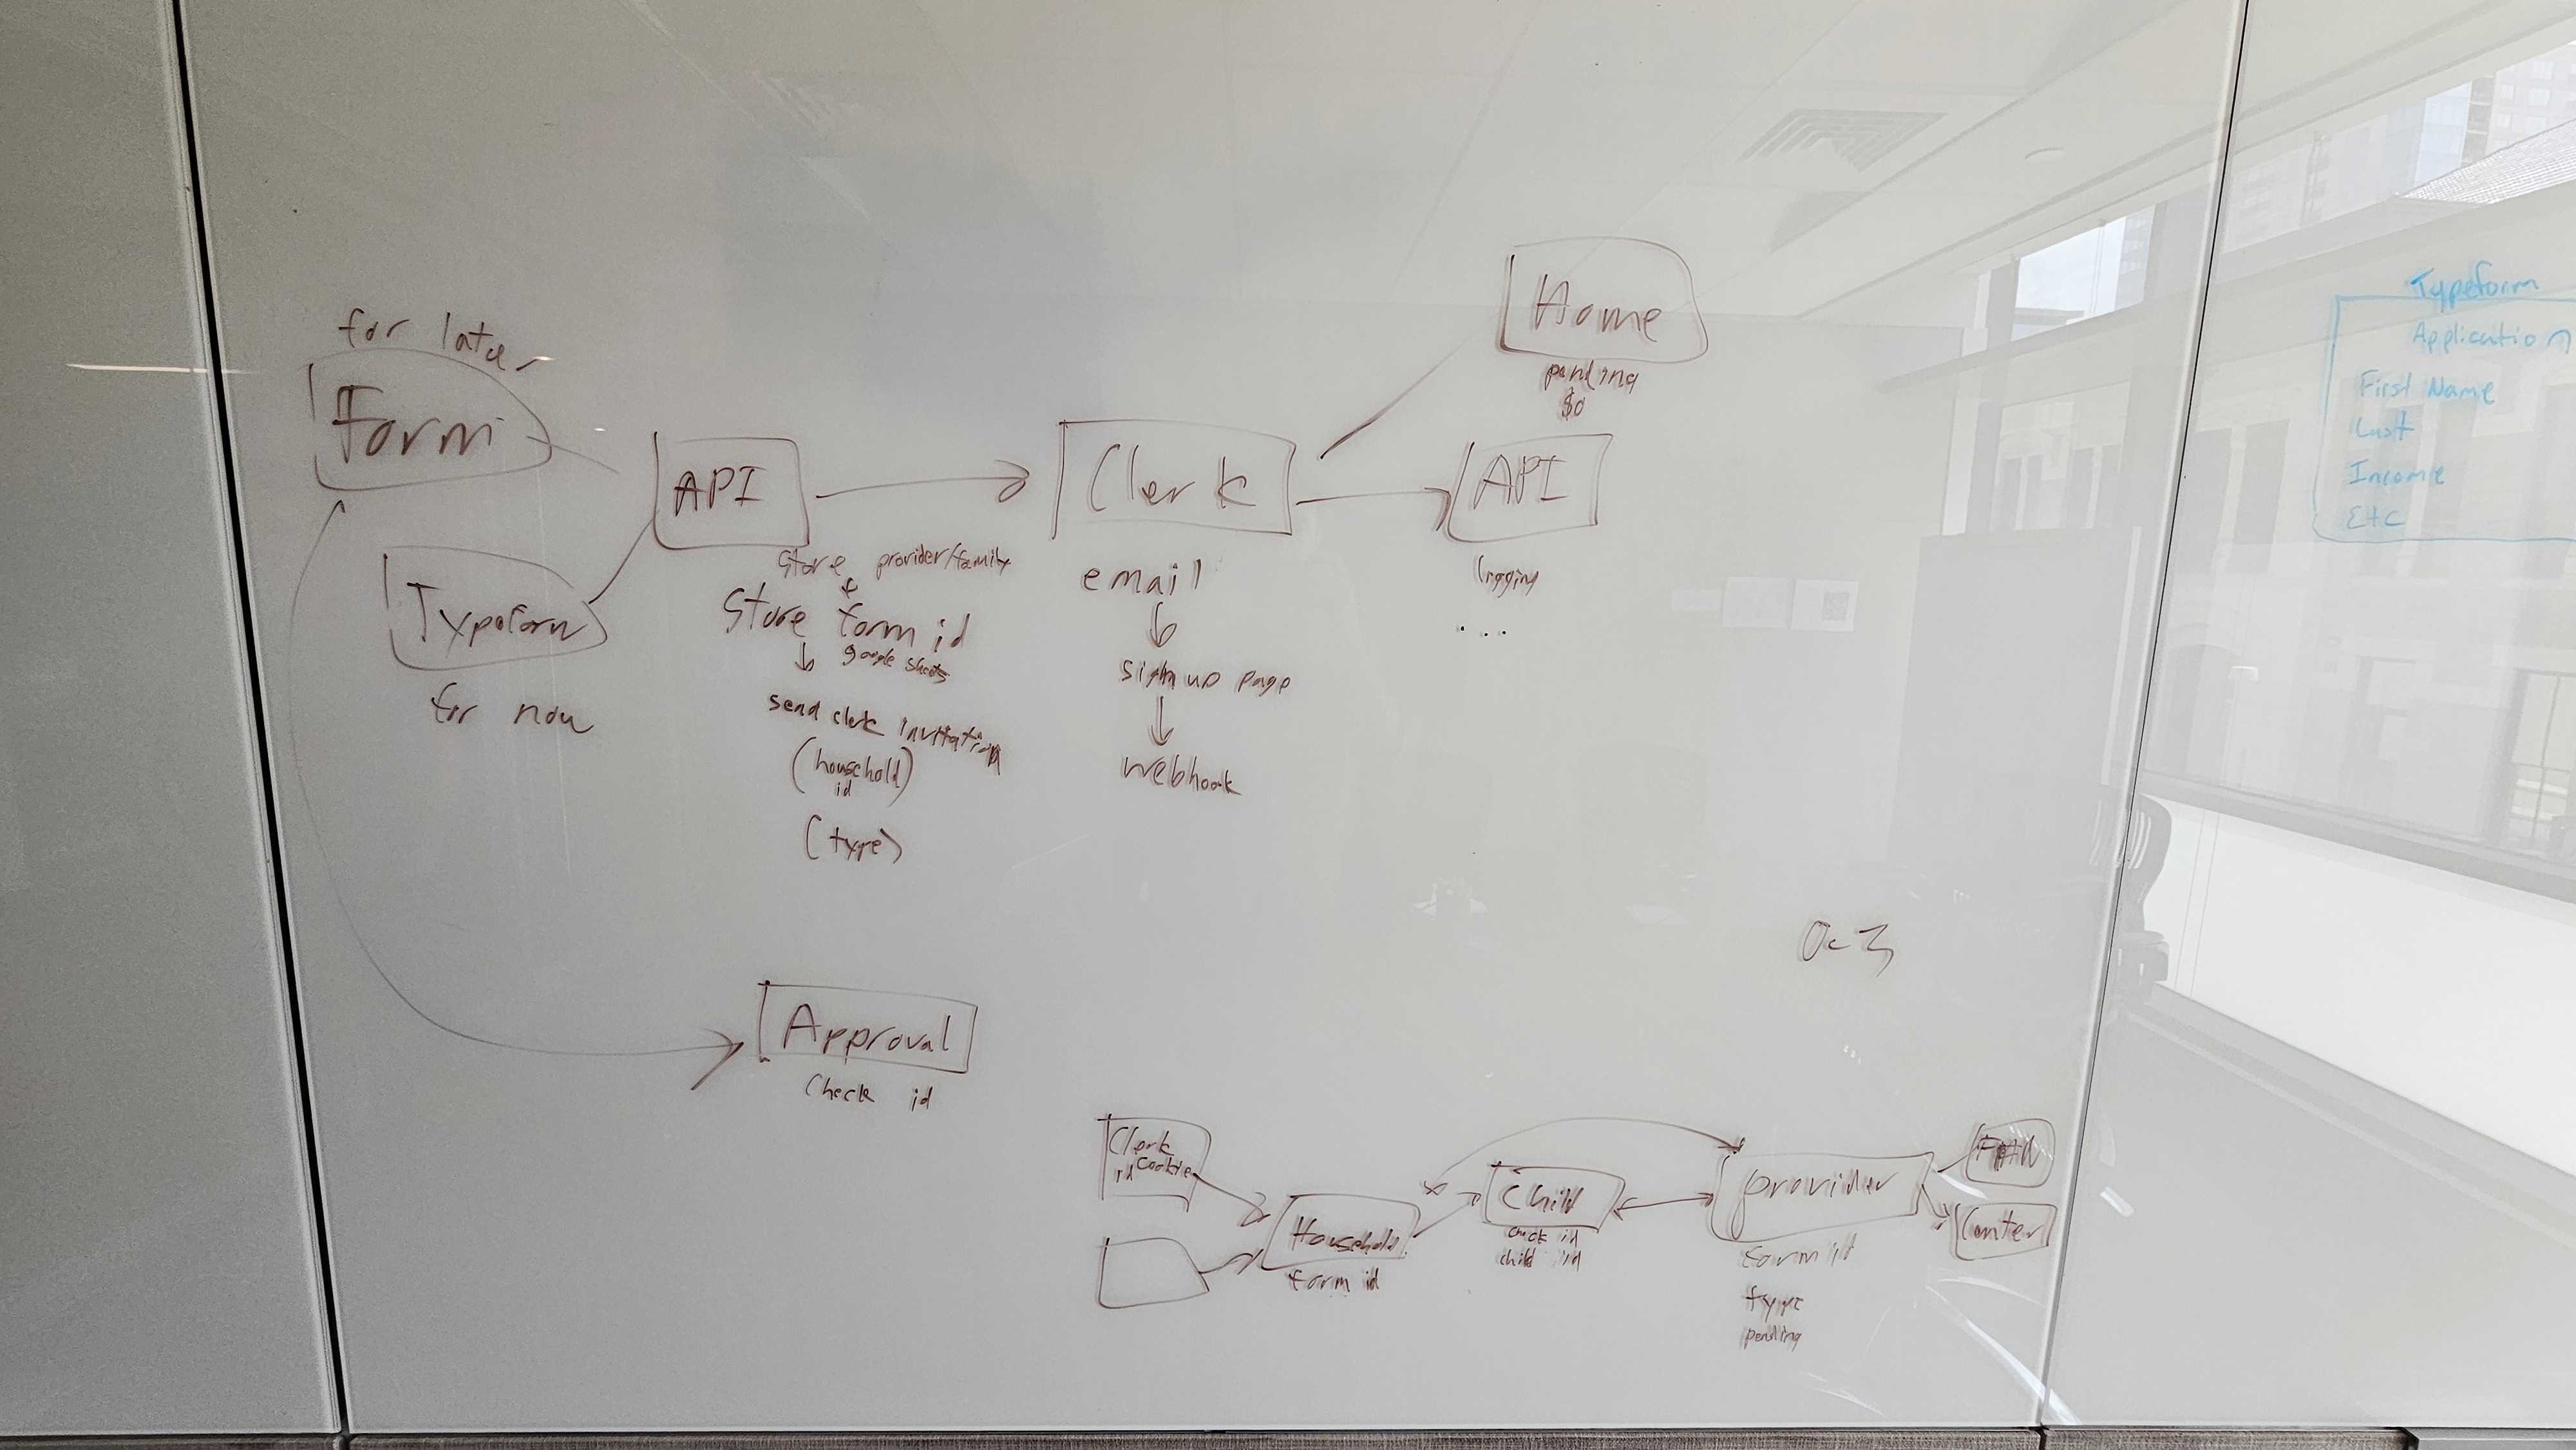 for later
Form
Typeform
for now
API
Store provider/family
Store form id
google sheets
send clerk invitation
(household)
id
(type)
Clerk
email
sign up page
webhook
Home
pending
$0
API
logging
...
Approval
Check id
Clerk
id cookie
Household
form id
Child
check id
child id
provider
form id
type
pending
Center
Typeform
Application
First Name
Last
Income
Etc